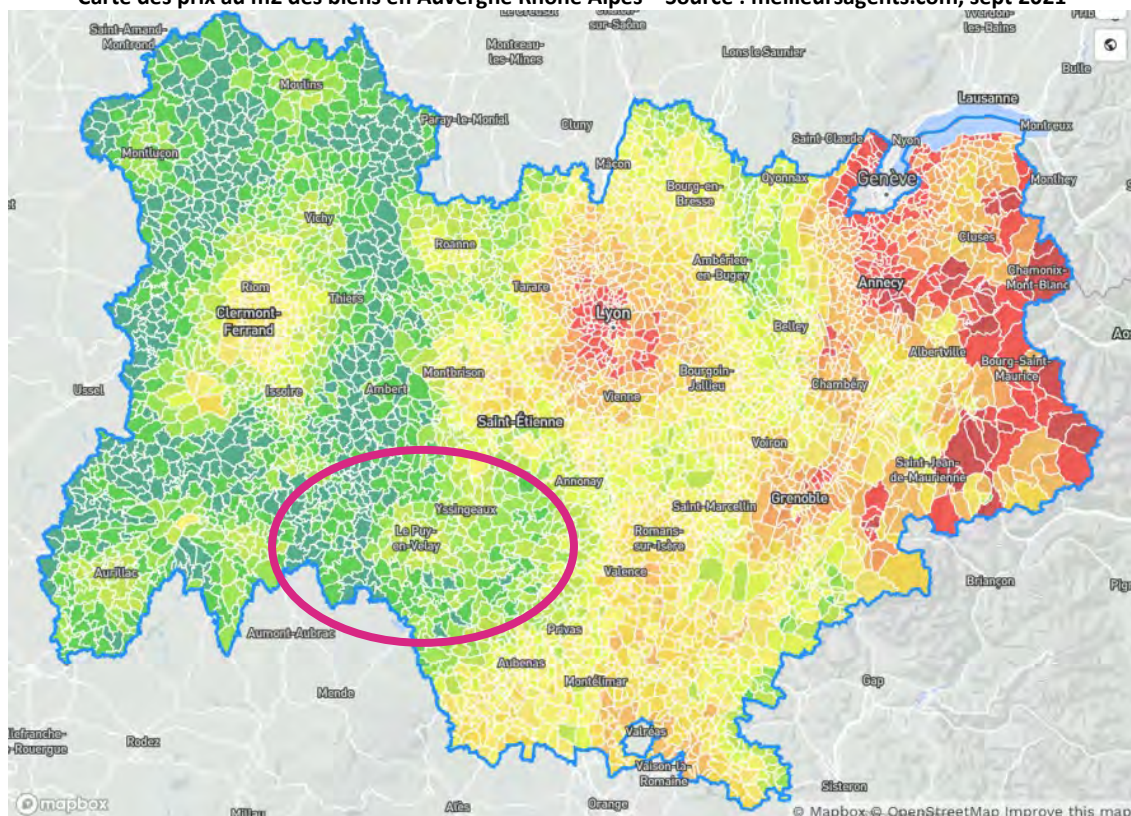 Carte des prix au m2 des biens en Auvergne Rhône Alpes – Source : meilleursagents.com, sept 2021
Saint-Amand-
Montrond
Le Creusot
sur-Saône
Yverdon-
les-Bains
Montceau-
les-Mines
Lons-le-Saunier
Bulle
Moulins
Lausanne
Paray-le-Monial
Cluny
Saint-Claude
Nyon
Montreux
Montluçon
Mâcon
Genève
Oyonnax
Monthey
Bourg-en-
Bresse
Vichy
Cluses
Roanne
Ambérieu-
en-Bugey
Chamonix-
Mont-Blanc
Annecy
Riom
Thiers
Tarare
Clermont-
Ferrand
Lyon
Belley
Albertville
Bourg-Saint-
Maurice
Montbrison
Bourgoin-
Jallieu
Ussel
Issoire
Ambert
Chambéry
Vienne
Saint-Étienne
Voiron
Saint-Jean-
de-Maurienne
Annonay
Grenoble
Yssingeaux
Saint-Marcellin
Le Puy-
en-Velay
Romans-
sur-Isère
Aurillac
Valence
Briançon
Aumont-Aubrac
Privas
Aubenas
Montélimar
Gap
Mende
Valréas
Rodez
Vaison-la-
Romaine
Sisteron
mapbox
Millau
Alès
Orange
© Mapbox © OpenStreetMap Improve this map